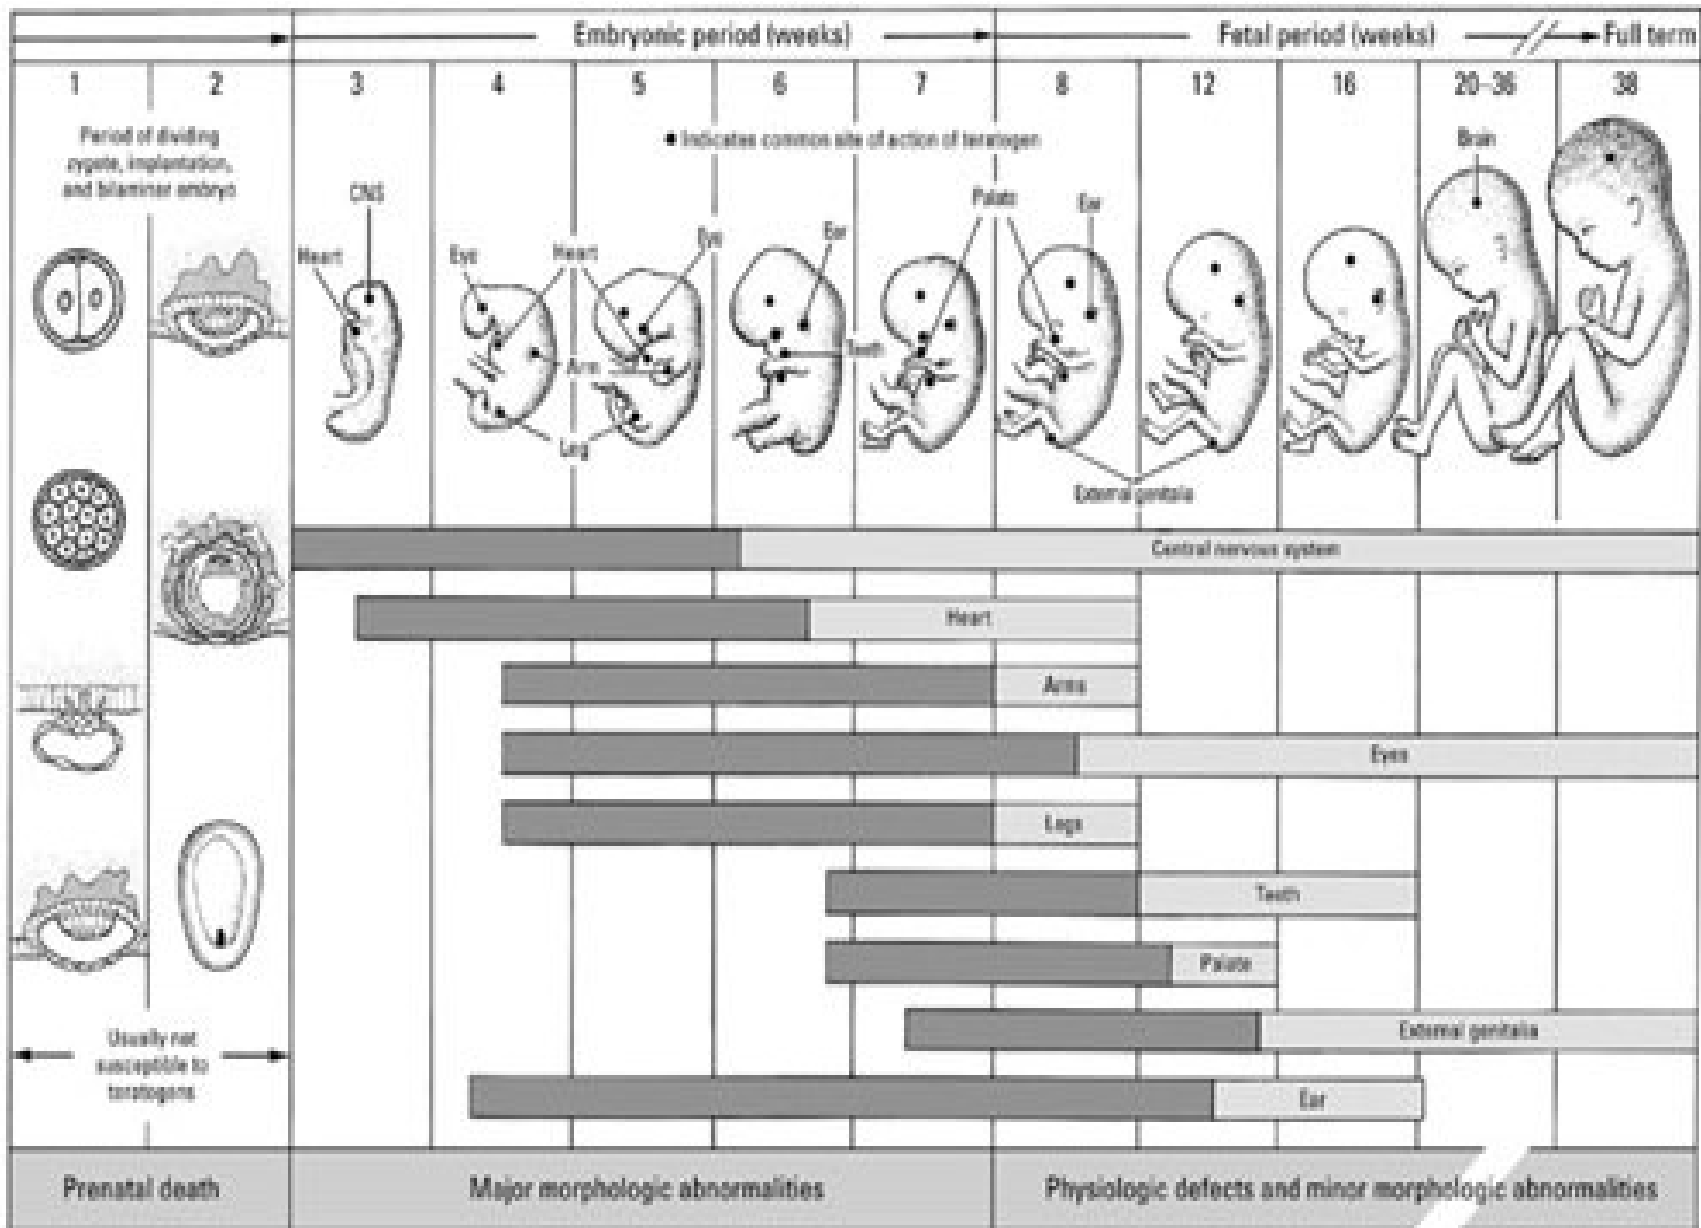 Embryonic period (weeks)
Fetal period (weeks)
Full term
1
2
3
4
5
6
7
8
12
16
20-36
38
Period of dividing
zygote, implantation,
and bilaminar embryo
• Indicates common site of action of teratogen
CNS
Heart
Eye
Heart
Eye
Ear
Palate
Ear
Brain
Arm
Teeth
Leg
External genitalia
Central nervous system
Heart
Arms
Eyes
Legs
Teeth
Palate
External genitalia
Ear
Usually not
susceptible to
teratogens
Prenatal death
Major morphologic abnormalities
Physiologic defects and minor morphologic abnormalities